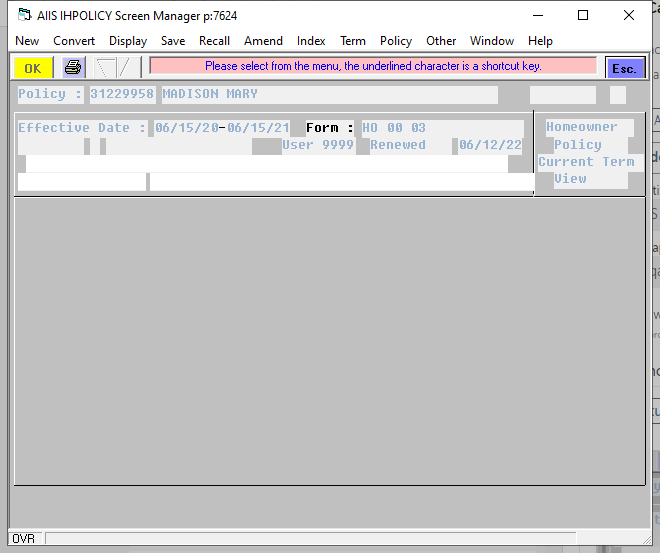 AIIS IHPOLICY Screen Manager p:7624
New Convert Display Save Recall Amend Index Term Policy Other Window Help
OK Please select from the menu, the underlined character is a shortcut key. Esc.
Policy : 31229958 MADISON MARY
Effective Date : 06/15/20-06/15/21 Form : HO 00 03 Homeowner
User 9999 Renewed 06/12/22 Policy
Current Term
View
OVR